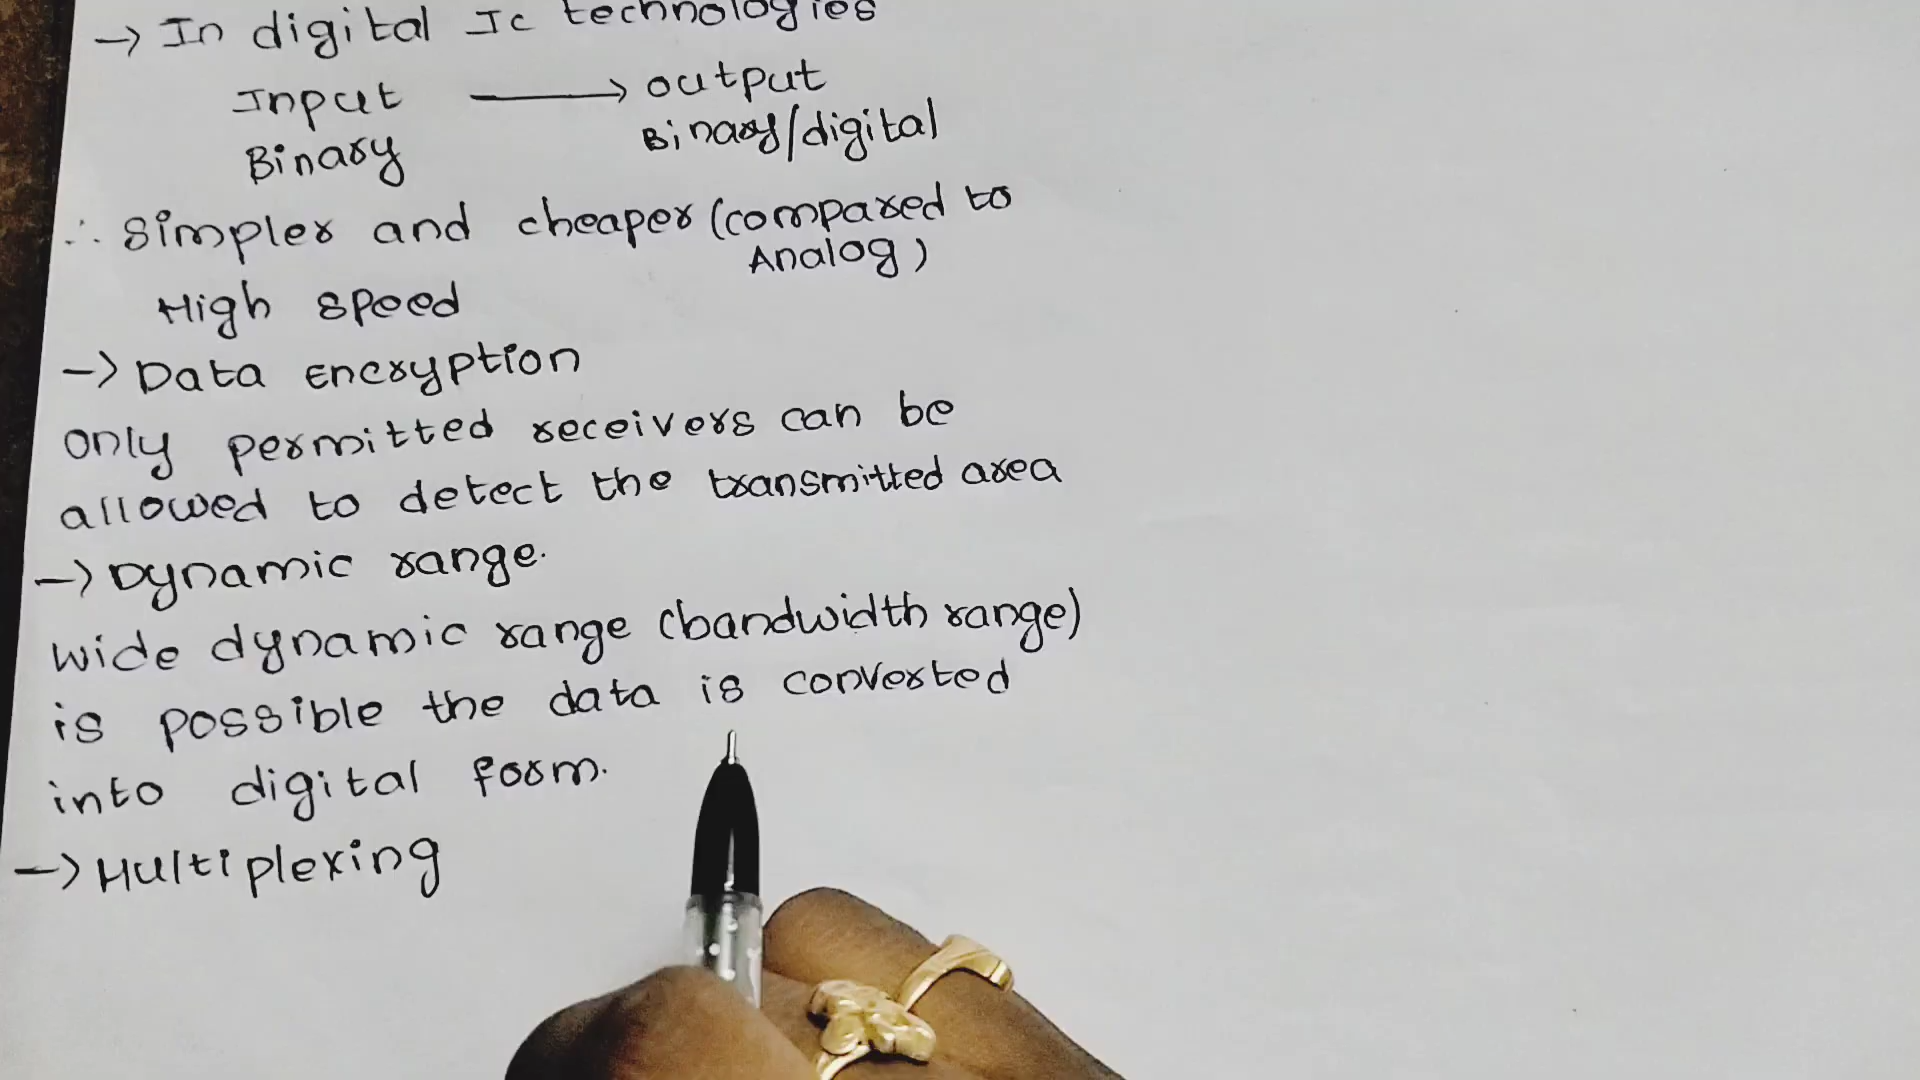 → In digital Ic technologies
Input → output
Binary Binary/digital
∴ Simpler and cheaper (compared to
Analog)
High speed
→ Data Encryption
only permitted receivers can be
allowed to detect the transmitted area
→ Dynamic range.
wide dynamic range (bandwidth range)
is possible the data is converted
into digital form.
→ Multiplexing